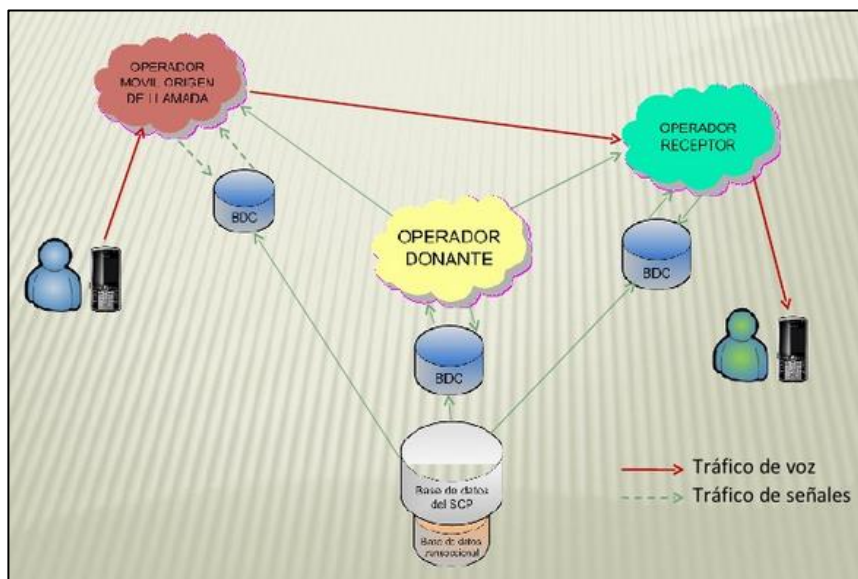 OPERADOR
MOVIL ORIGEN
DE LLAMADA
OPERADOR
RECEPTOR
BDC
OPERADOR
DONANTE
BDC
BDC
Base de datos
del SCP
Base de datos
transaccional
Tráfico de voz
Tráfico de señales